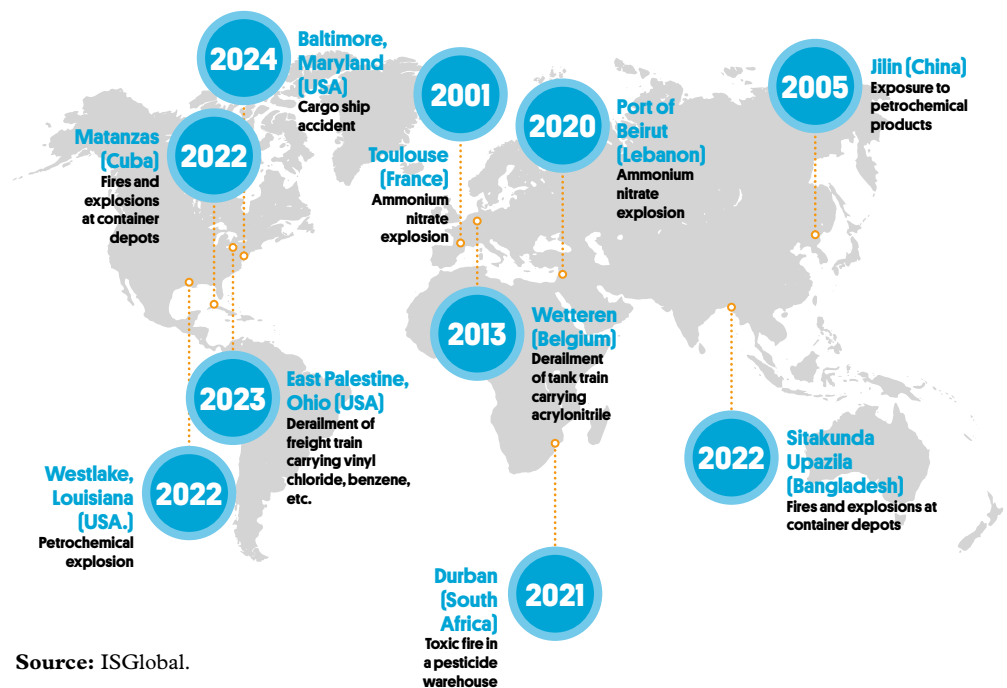 2024
Baltimore,
Maryland
(USA)
Cargo ship
accident
Matanzas
(Cuba)
Fires and
explosions
at container
depots
2022
2001
Toulouse
(France)
Ammonium
nitrate
explosion
2020
Port of
Beirut
(Lebanon)
Ammonium
nitrate
explosion
2005
Jilin (China)
Exposure to
petrochemical
products
2013
Wetteren
(Belgium)
Derailment
of tank train
carrying
acrylonitrile
2023
East Palestine,
Ohio (USA)
Derailment of
freight train
carrying vinyl
chloride, benzene,
etc.
Westlake,
Louisiana
(USA.)
Petrochemical
explosion
2022
2022
Sitakunda
Upazila
(Bangladesh)
Fires and explosions at
container depots
Durban
(South
Africa)
Toxic fire in
a pesticide
warehouse
2021
Source: ISGlobal.